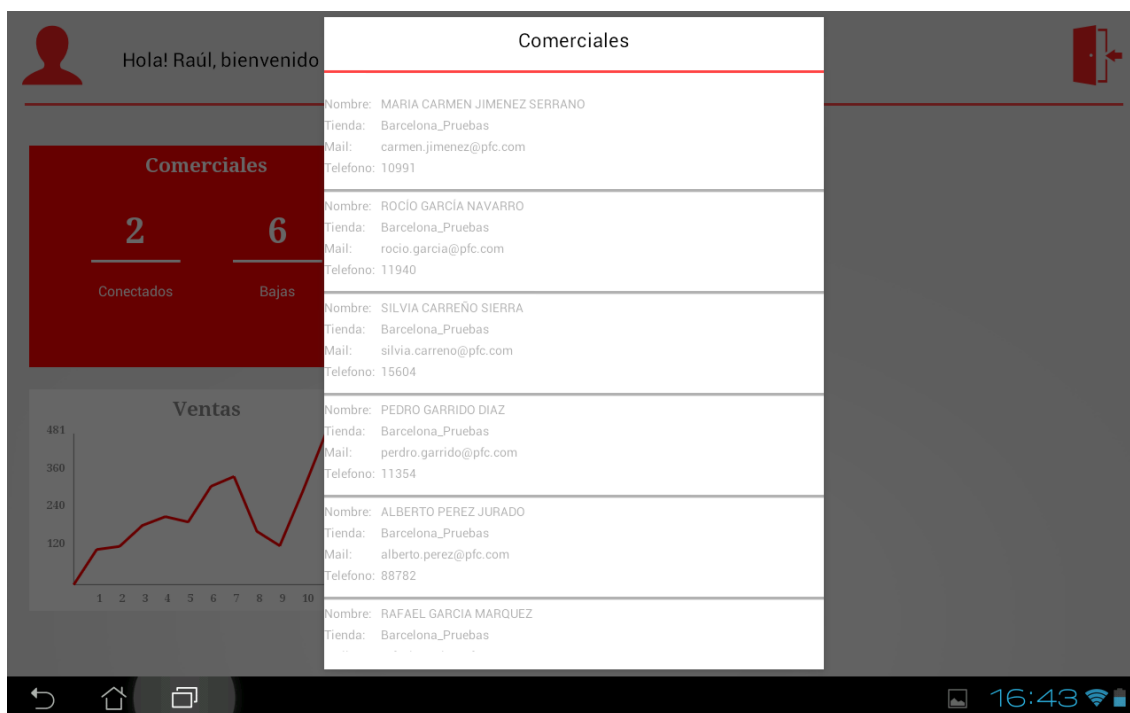 Hola! Raúl, bienvenido
Comerciales
2
6
Conectados
Bajas
Ventas
481
360
240
120
1 2 3 4 5 6 7 8 9 10
Comerciales
Nombre: MARIA CARMEN JIMENEZ SERRANO
Tienda: Barcelona_Pruebas
Mail: carmen.jimenez@pfc.com
Telefono: 10991
Nombre: ROCÍO GARCÍA NAVARRO
Tienda: Barcelona_Pruebas
Mail: rocio.garcia@pfc.com
Telefono: 11940
Nombre: SILVIA CARREÑO SIERRA
Tienda: Barcelona_Pruebas
Mail: silvia.carreno@pfc.com
Telefono: 15604
Nombre: PEDRO GARRIDO DIAZ
Tienda: Barcelona_Pruebas
Mail: perdro.garrido@pfc.com
Telefono: 11354
Nombre: ALBERTO PEREZ JURADO
Tienda: Barcelona_Pruebas
Mail: alberto.perez@pfc.com
Telefono: 88782
Nombre: RAFAEL GARCIA MARQUEZ
Tienda: Barcelona_Pruebas
16:43